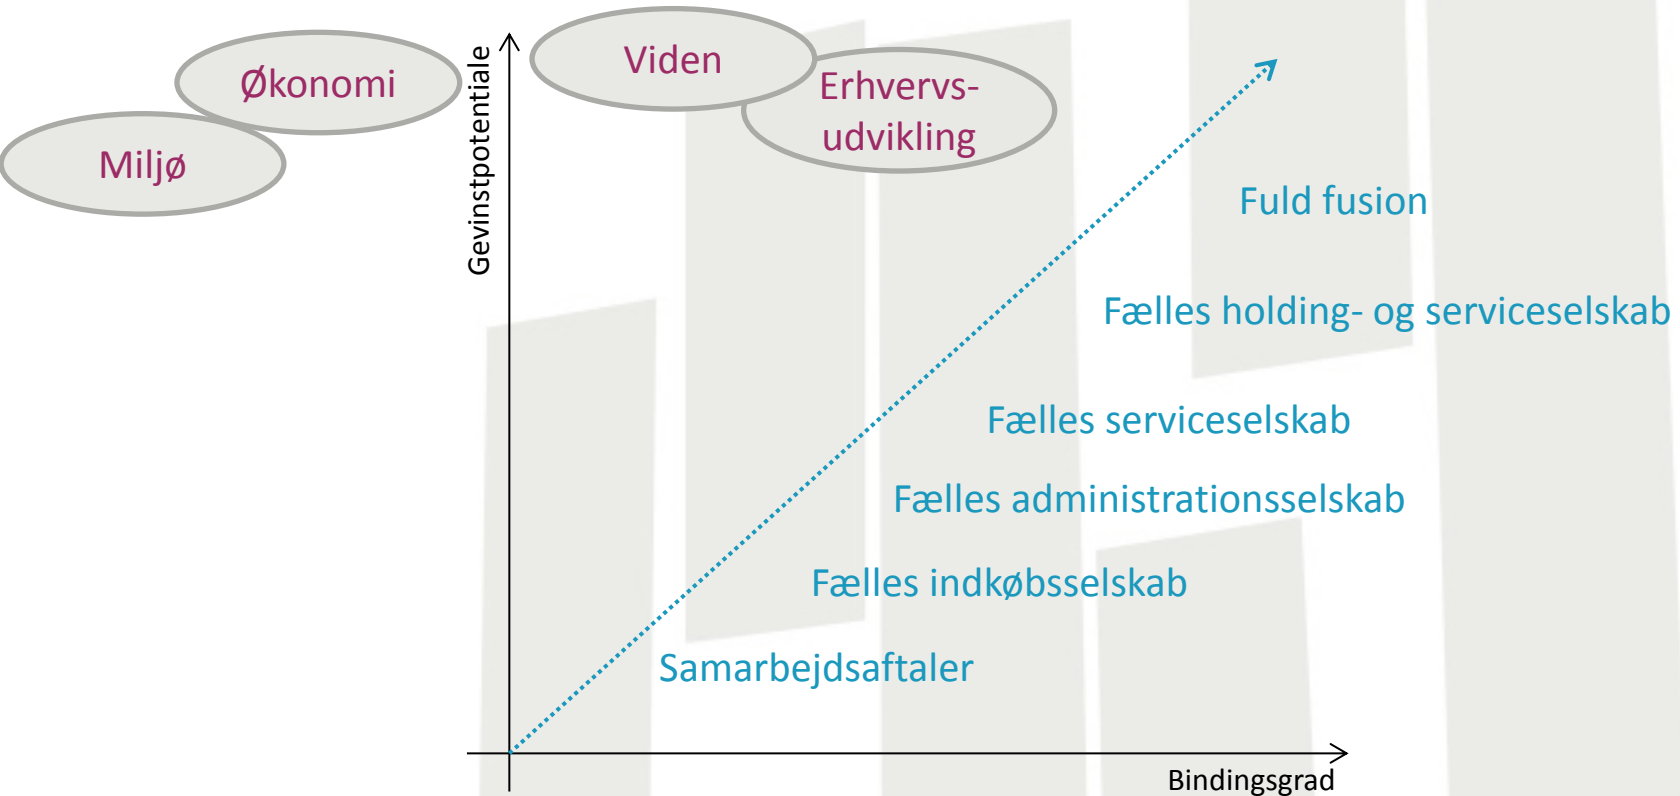 Viden
Økonomi
Erhvervs-
udvikling
Miljø
Gevinstpotentiale
Fuld fusion
Fælles holding- og serviceselskab
Fælles serviceselskab
Fælles administrationsselskab
Fælles indkøbsselskab
Samarbejdsaftaler
Bindingsgrad